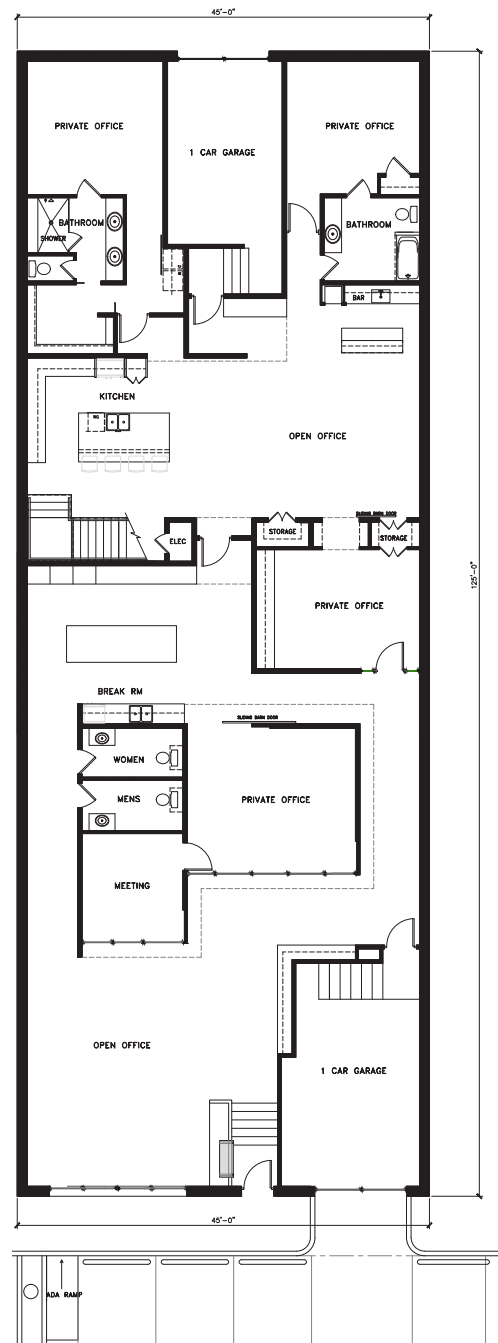 45'-0"
PRIVATE OFFICE
PRIVATE OFFICE
1 CAR GARAGE
BATHROOM
BATHROOM
SHOWER
BAR
KITCHEN
OPEN OFFICE
SLIDING BARN DOOR
STORAGE
STORAGE
ELEC
125'-0"
PRIVATE OFFICE
BREAK RM
SLIDING BARN DOOR
WOMEN
MENS
PRIVATE OFFICE
MEETING
OPEN OFFICE
1 CAR GARAGE
45'-0"
ADA RAMP